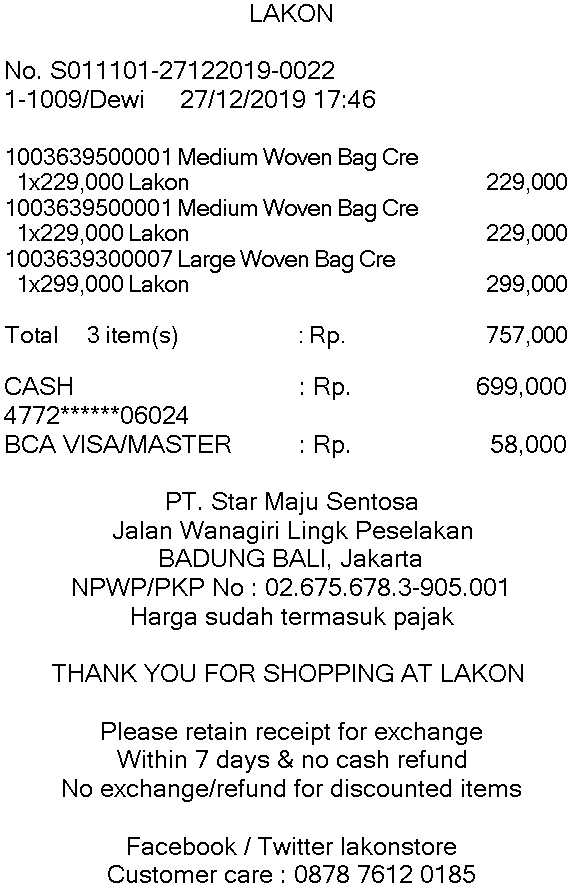 LAKON
No. S011101-27122019-0022
1-1009/Dewi 27/12/2019 17:46
1003639500001 Medium Woven Bag Cre
1x229,000 Lakon 229,000
1003639500001 Medium Woven Bag Cre
1x229,000 Lakon 229,000
1003639300007 Large Woven Bag Cre
1x299,000 Lakon 299,000
Total 3 item(s) : Rp. 757,000
CASH : Rp. 699,000
4772******06024
BCA VISA/MASTER : Rp. 58,000
PT. Star Maju Sentosa
Jalan Wanagiri Lingk Peselakan
BADUNG BALI, Jakarta
NPWP/PKP No : 02.675.678.3-905.001
Harga sudah termasuk pajak
THANK YOU FOR SHOPPING AT LAKON
Please retain receipt for exchange
Within 7 days & no cash refund
No exchange/refund for discounted items
Facebook / Twitter lakonstore
Customer care : 0878 7612 0185